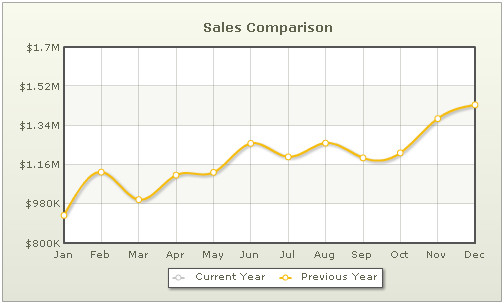 Sales Comparison
$1.7M
$1.52M
$1.34M
$1.16M
$980K
$800K
Jan Feb Mar Apr May Jun Jul Aug Sep Oct Nov Dec
Current Year Previous Year